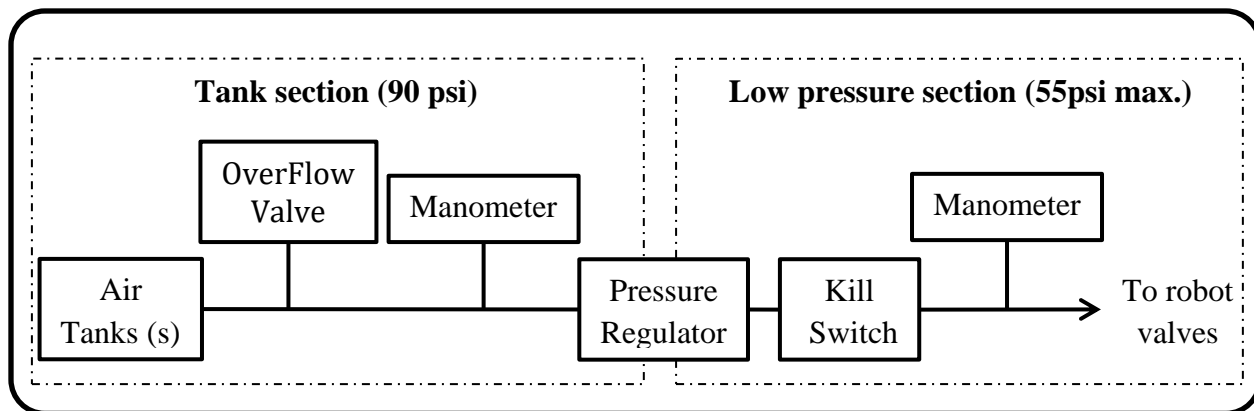 Tank section (90 psi)
Low pressure section (55psi max.)
OverFlow
Valve
Manometer
Manometer
Air
Tanks (s)
Pressure
Regulator
Kill
Switch
To robot
valves